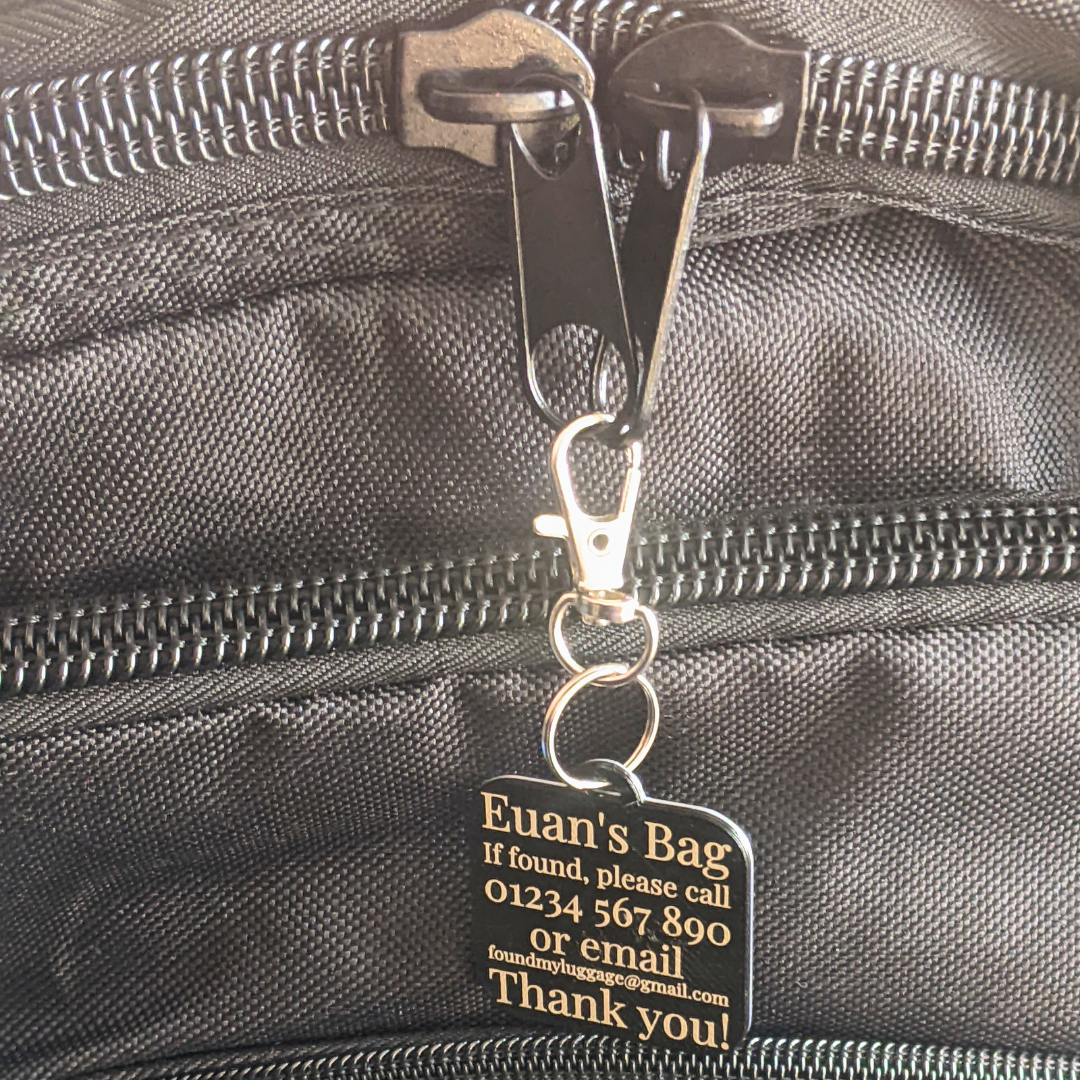 Euan's Bag
If found, please call
01234 567 890
or email
foundmyluggage@gmail.com
Thank you!